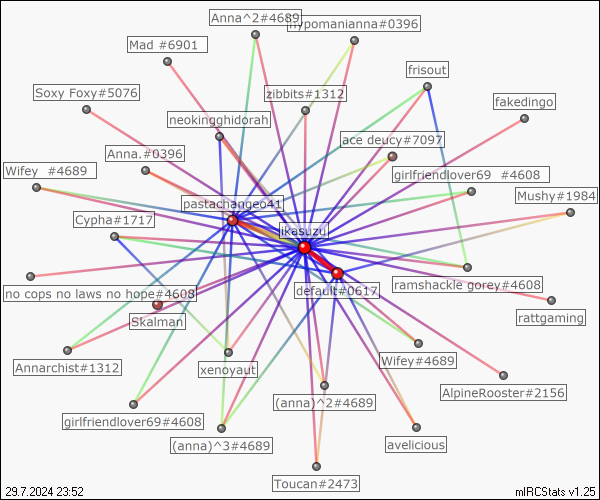 Anna^2#4689
hypomanianna#0396
Mad #6901
frisout
Soxy Foxy#5076
zibbits#1312
fakedingo
neokingghidorah
ace deucy#7097
Anna.#0396
Wifey #4689
girlfriendlover69 #4608
Mushy#1984
pastachangeo41
Cypha#1717
ikasuzu
ramshackle gorey#4608
no cops no laws no hope#4608
default#0617
Skalman
rattgaming
Annarchist#1312
xenoyaut
Wifey#4689
AlpineRooster#2156
girlfriendlover69#4608
(anna)^2#4689
(anna)^3#4689
avelicious
Toucan#2473
29.7.2024 23:52
mIRCStats v1.25